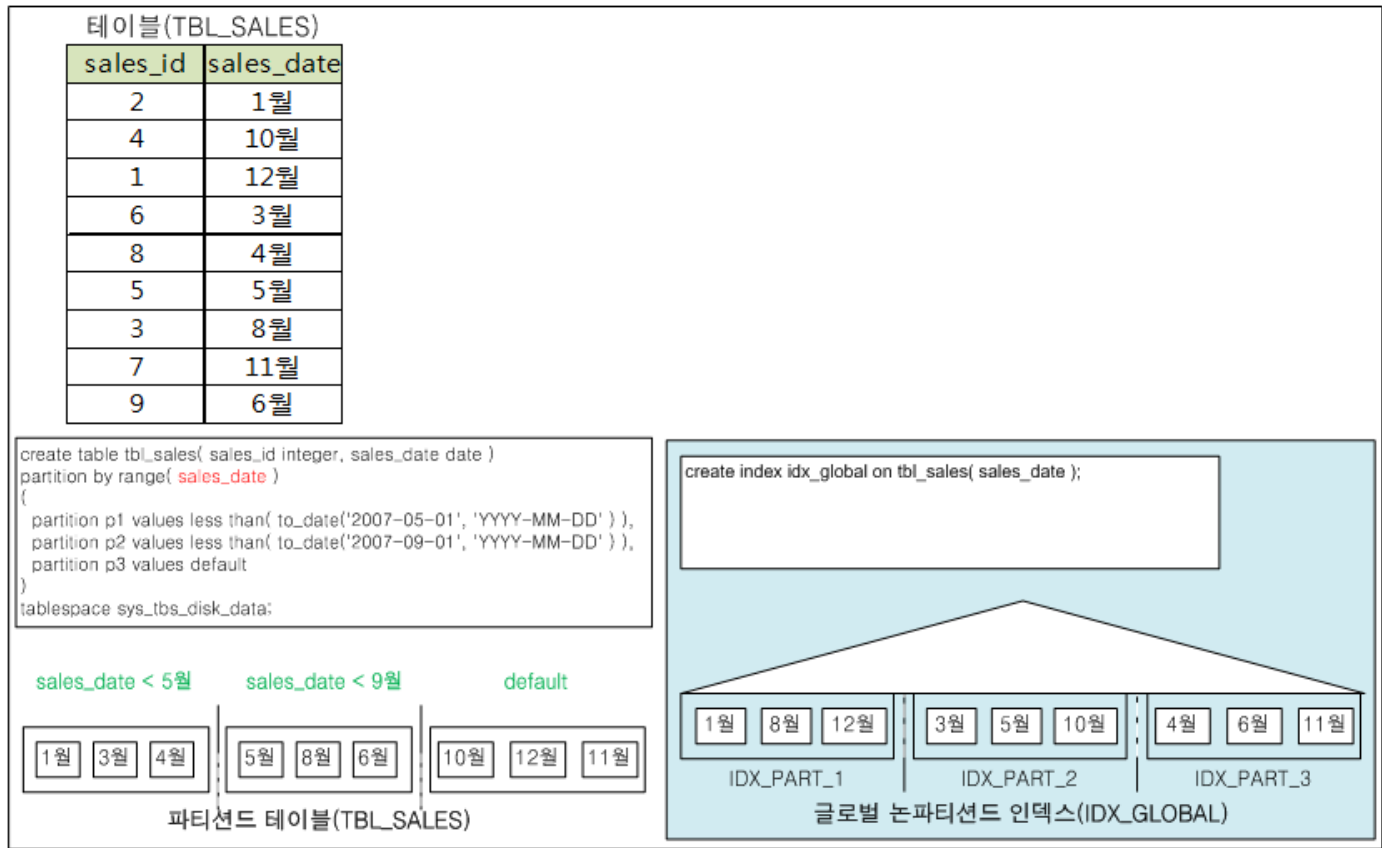 테이블(TBL_SALES)
sales_id sales_date
2 1월
4 10월
1 12월
6 3월
8 4월
5 5월
3 8월
7 11월
9 6월
create table tbl_sales( sales_id integer, sales_date date )
partition by range( sales_date )
{
partition p1 values less than( to_date('2007-05-01', 'YYYY-MM-DD' ) ),
partition p2 values less than( to_date('2007-09-01', 'YYYY-MM-DD' ) ),
partition p3 values default
}
tablespace sys_tbs_disk_data;
sales_date < 5월 sales_date < 9월 default
1월 3월 4월 5월 8월 6월 10월 12월 11월
파티션드 테이블(TBL_SALES)
create index idx_global on tbl_sales( sales_date );
1월 8월 12월 3월 5월 10월 4월 6월 11월
IDX_PART_1 IDX_PART_2 IDX_PART_3
글로벌 논파티션드 인덱스(IDX_GLOBAL)